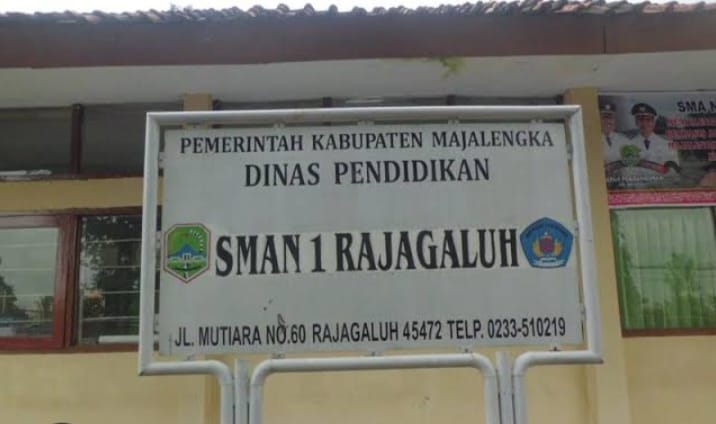 PEMERINTAH KABUPATEN MAJALENGKA
DINAS PENDIDIKAN
SMAN 1 RAJAGALUH
JL. MUTIARA NO.60 RAJAGALUH 45472 TELP. 0233-510219